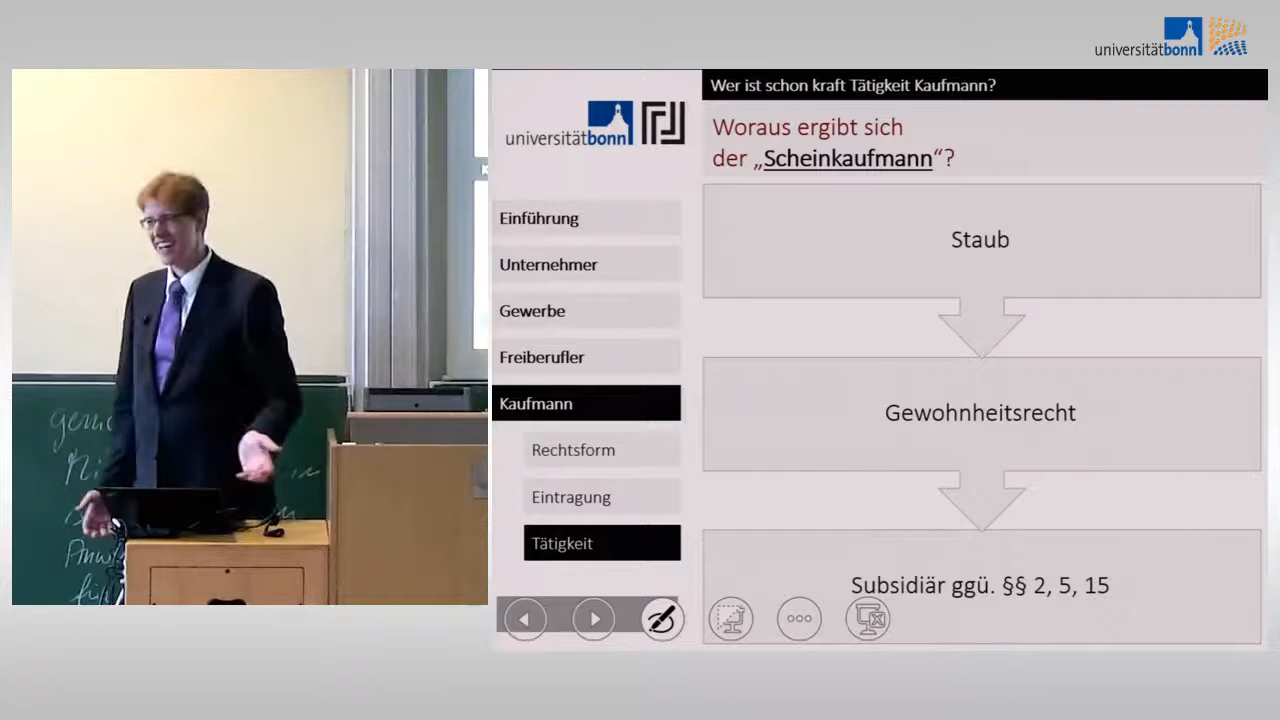 universitätbonn
universitätbonn
Einführung
Unternehmer
Gewerbe
Freiberufler
Kaufmann
Rechtsform
Eintragung
Tätigkeit
Wer ist schon kraft Tätigkeit Kaufmann?
Woraus ergibt sich
der „Scheinkaufmann“?
Staub
Gewohnheitsrecht
Subsidiär ggü. §§ 2, 5, 15